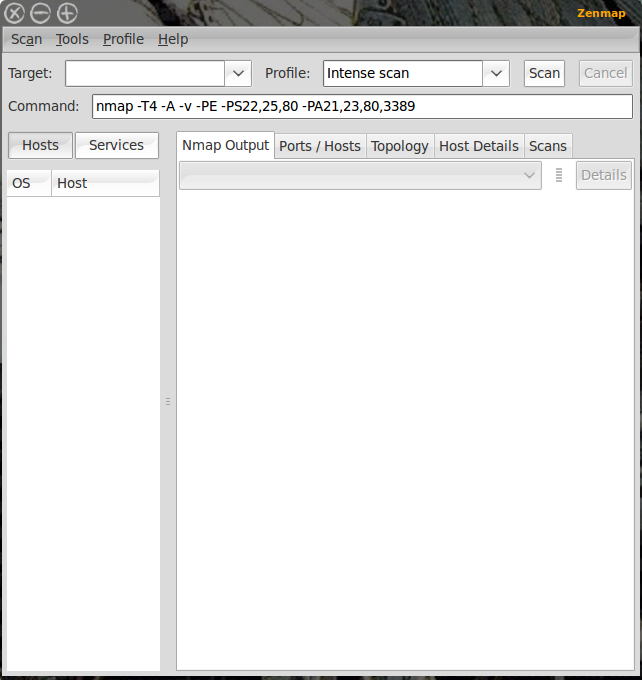 Zenmap
Scan Tools Profile Help
Target: Profile: Intense scan Scan Cancel
Command: nmap -T4 -A -v -PE -PS22,25,80 -PA21,23,80,3389
Hosts Services Nmap Output Ports / Hosts Topology Host Details Scans
OS Host Details